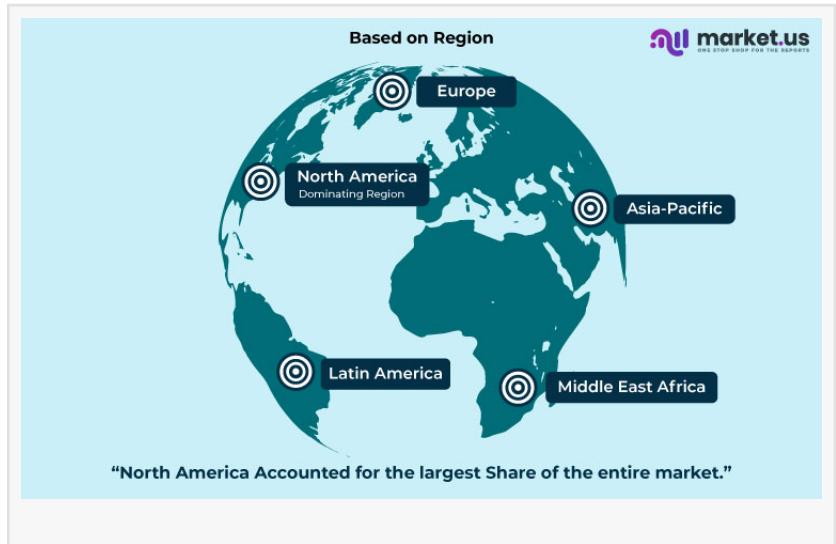 Based on Region
market.us
ONE STOP SHOP FOR THE REPORTS
Europe
North America
Dominating Region
Asia-Pacific
Latin America
Middle East Africa
“North America Accounted for the largest Share of the entire market.”